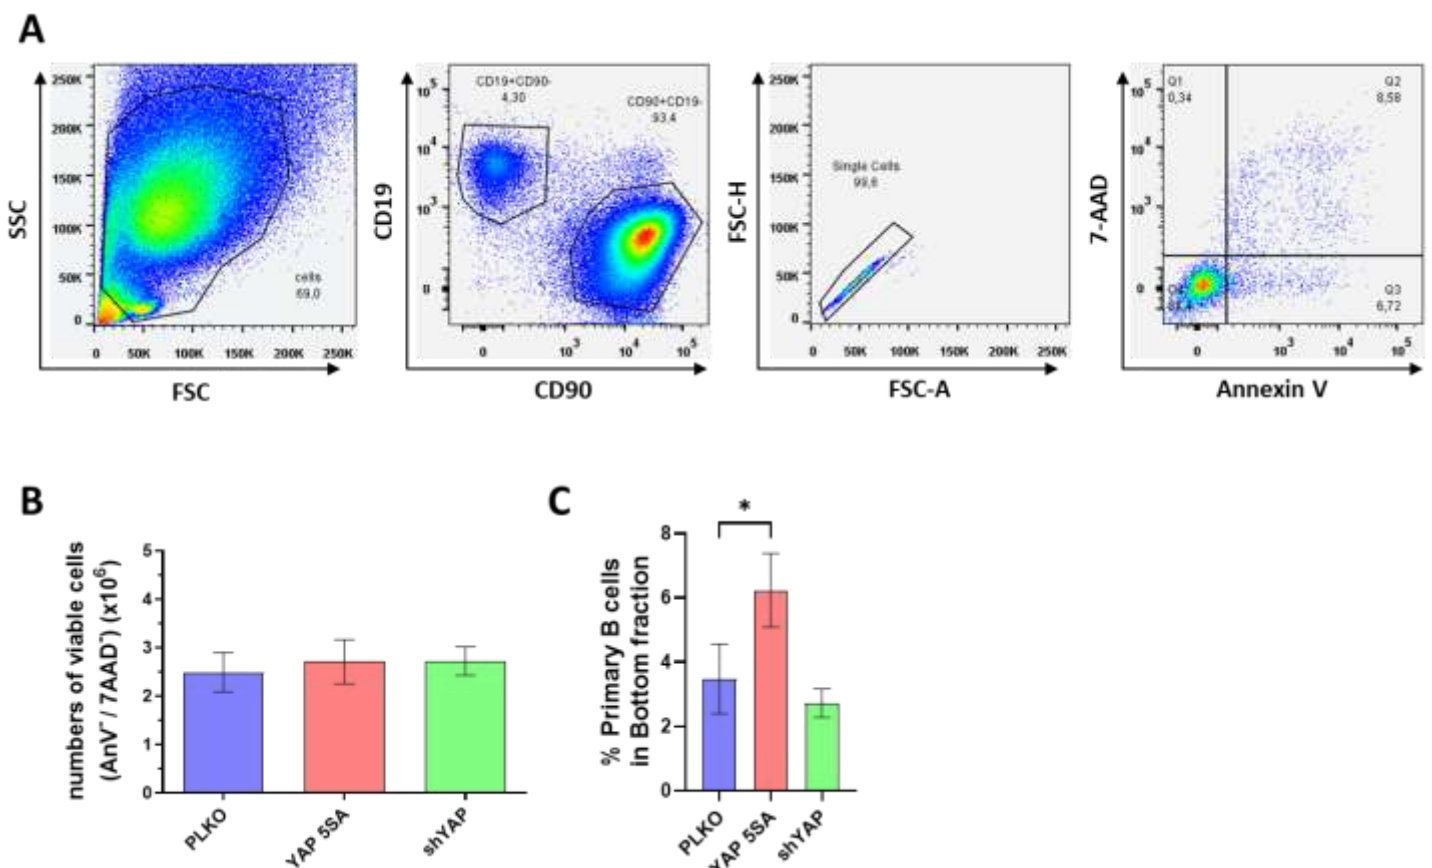 A
250K
200K
150K
100K
50K
0
SSC
cells
69,0
0 50K 100K 150K 200K 250K
FSC
CD19+CD90-
4,30
CD90+CD19-
93,4
10^5
10^4
10^3
0
CD19
0 10^3 10^4 10^5
CD90
250K
200K
150K
100K
50K
0
FSC-H
Single Cells
99,6
0 50K 100K 150K 200K 250K
FSC-A
Q1
0,34
Q2
8,58
10^5
10^4
10^3
0
7-AAD
Q3
6,72
0 10^3 10^4 10^5
Annexin V
B
numbers of viable cells
(AnV^- / 7AAD^-) (x10^6)
5
4
3
2
1
0
PLKO
YAP 5SA
shYAP
C
*
% Primary B cells
in Bottom fraction
8
6
4
2
0
PLKO
YAP 5SA
shYAP